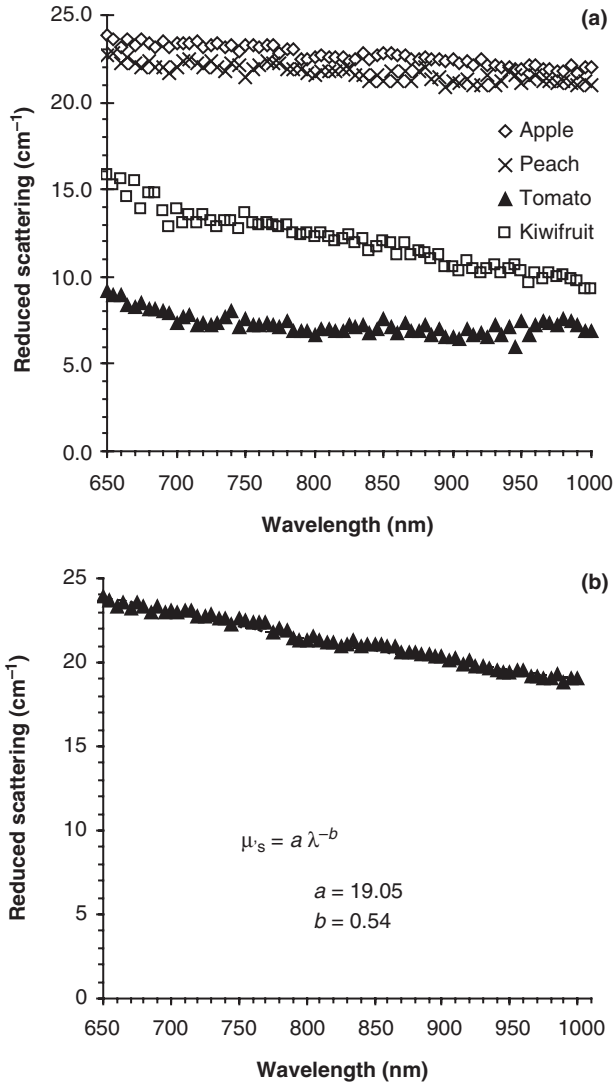 (a)
25.0
20.0
15.0
10.0
5.0
0.0
Reduced scattering (cm⁻¹)
Apple
Peach
Tomato
Kiwifruit
650 700 750 800 850 900 950 1000
Wavelength (nm)
(b)
25
20
15
10
5
0
Reduced scattering (cm⁻¹)
μ's = a λ⁻ᵇ
a = 19.05
b = 0.54
650 700 750 800 850 900 950 1000
Wavelength (nm)